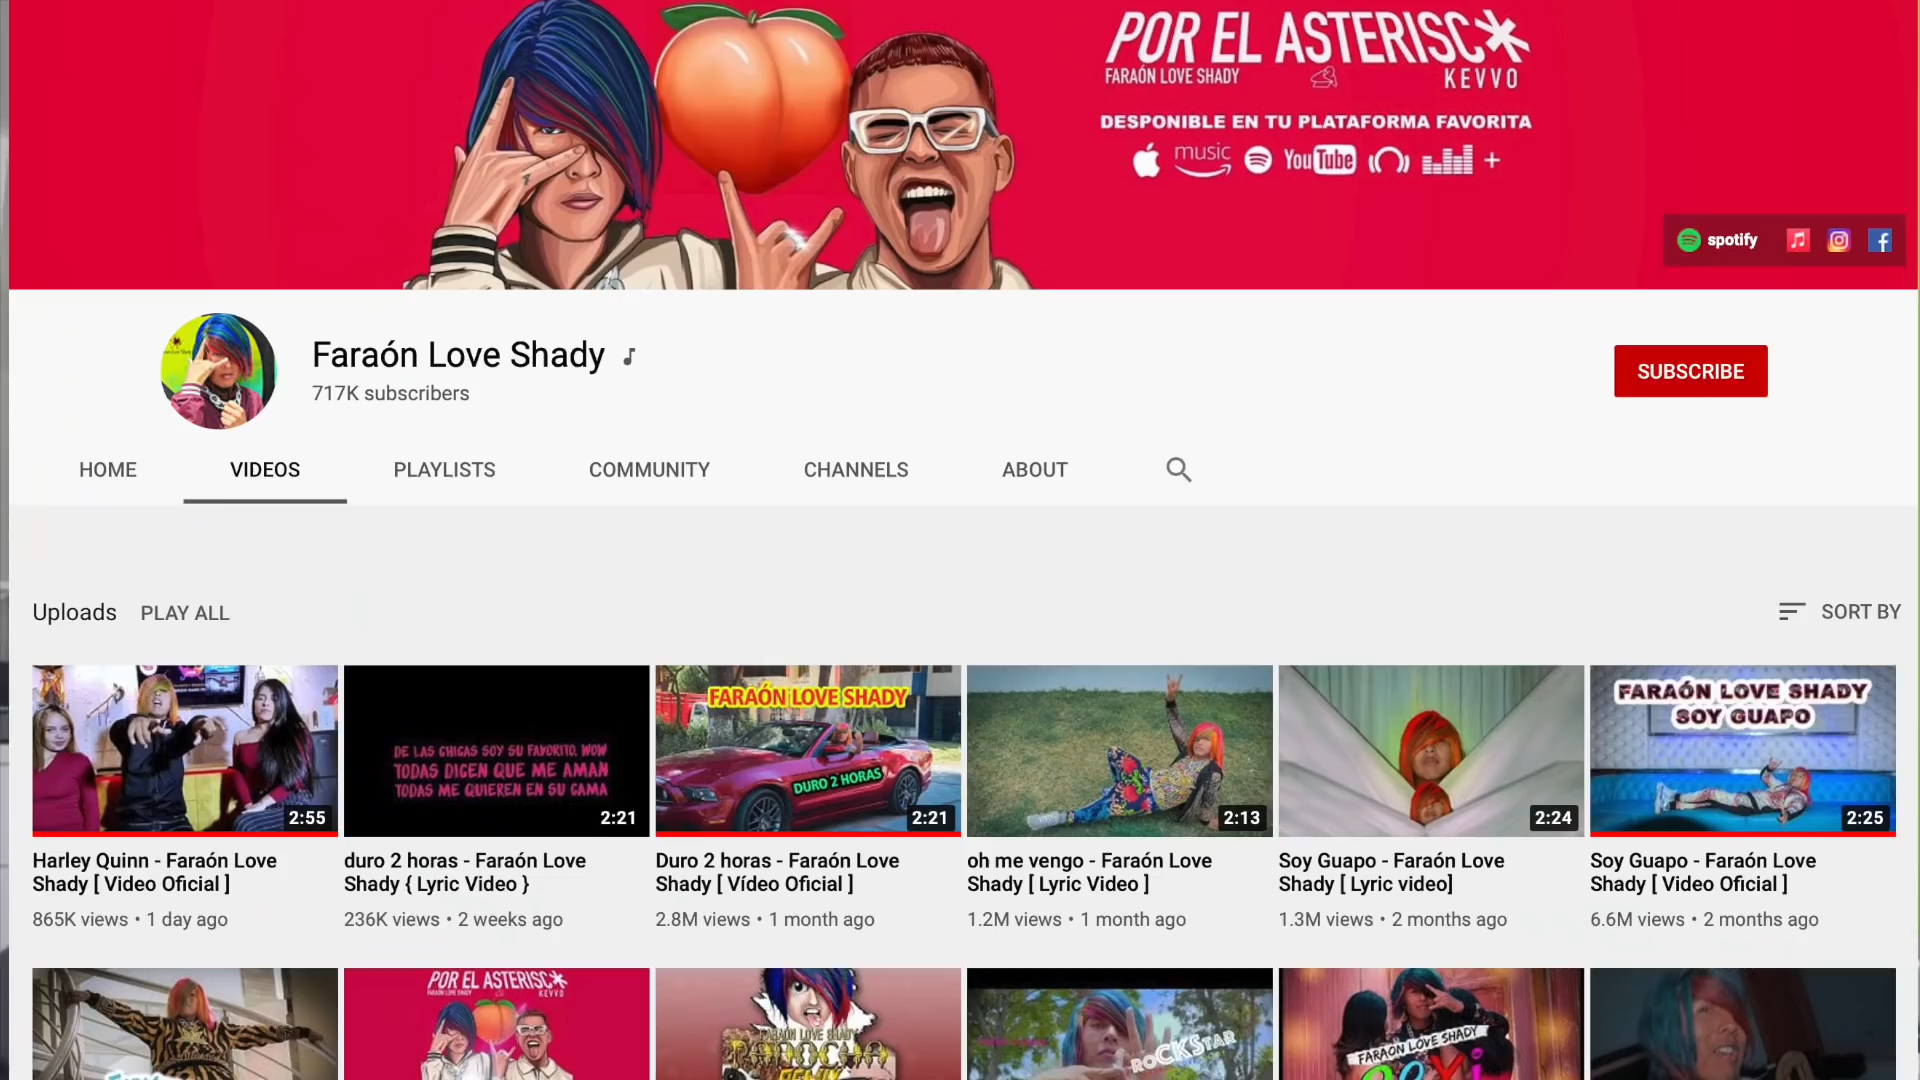 POR EL ASTERISC*
FARAÓN LOVE SHADY
KEVVO
DESPONIBLE EN TU PLATAFORMA FAVORITA
music YouTube +
spotify
Faraón Love Shady
717K subscribers
SUBSCRIBE
HOME VIDEOS PLAYLISTS COMMUNITY CHANNELS ABOUT
Uploads PLAY ALL SORT BY
2:55
DE LAS CHICAS SOY SU FAVORITO, WOW
TODAS DICEN QUE ME AMAN
TODAS ME QUIEREN EN SU CAMA
2:21
FARAÓN LOVE SHADY
DURO 2 HORAS
2:21
2:13
2:24
FARAÓN LOVE SHADY
SOY GUAPO
2:25
Harley Quinn - Faraón Love
Shady [ Video Oficial ]
865K views • 1 day ago
duro 2 horas - Faraón Love
Shady { Lyric Video }
236K views • 2 weeks ago
Duro 2 horas - Faraón Love
Shady [ Vídeo Oficial ]
2.8M views • 1 month ago
oh me vengo - Faraón Love
Shady [ Lyric Video ]
1.2M views • 1 month ago
Soy Guapo - Faraón Love
Shady [ Lyric video]
1.3M views • 2 months ago
Soy Guapo - Faraón Love
Shady [ Video Oficial ]
6.6M views • 2 months ago
POR EL ASTERISC*
FARAÓN LOVE SHADY
KEVVO
FARAÓN LOVE SHADY
PANOCHA
ROCKSTAR
FARAÓN LOVE SHADY